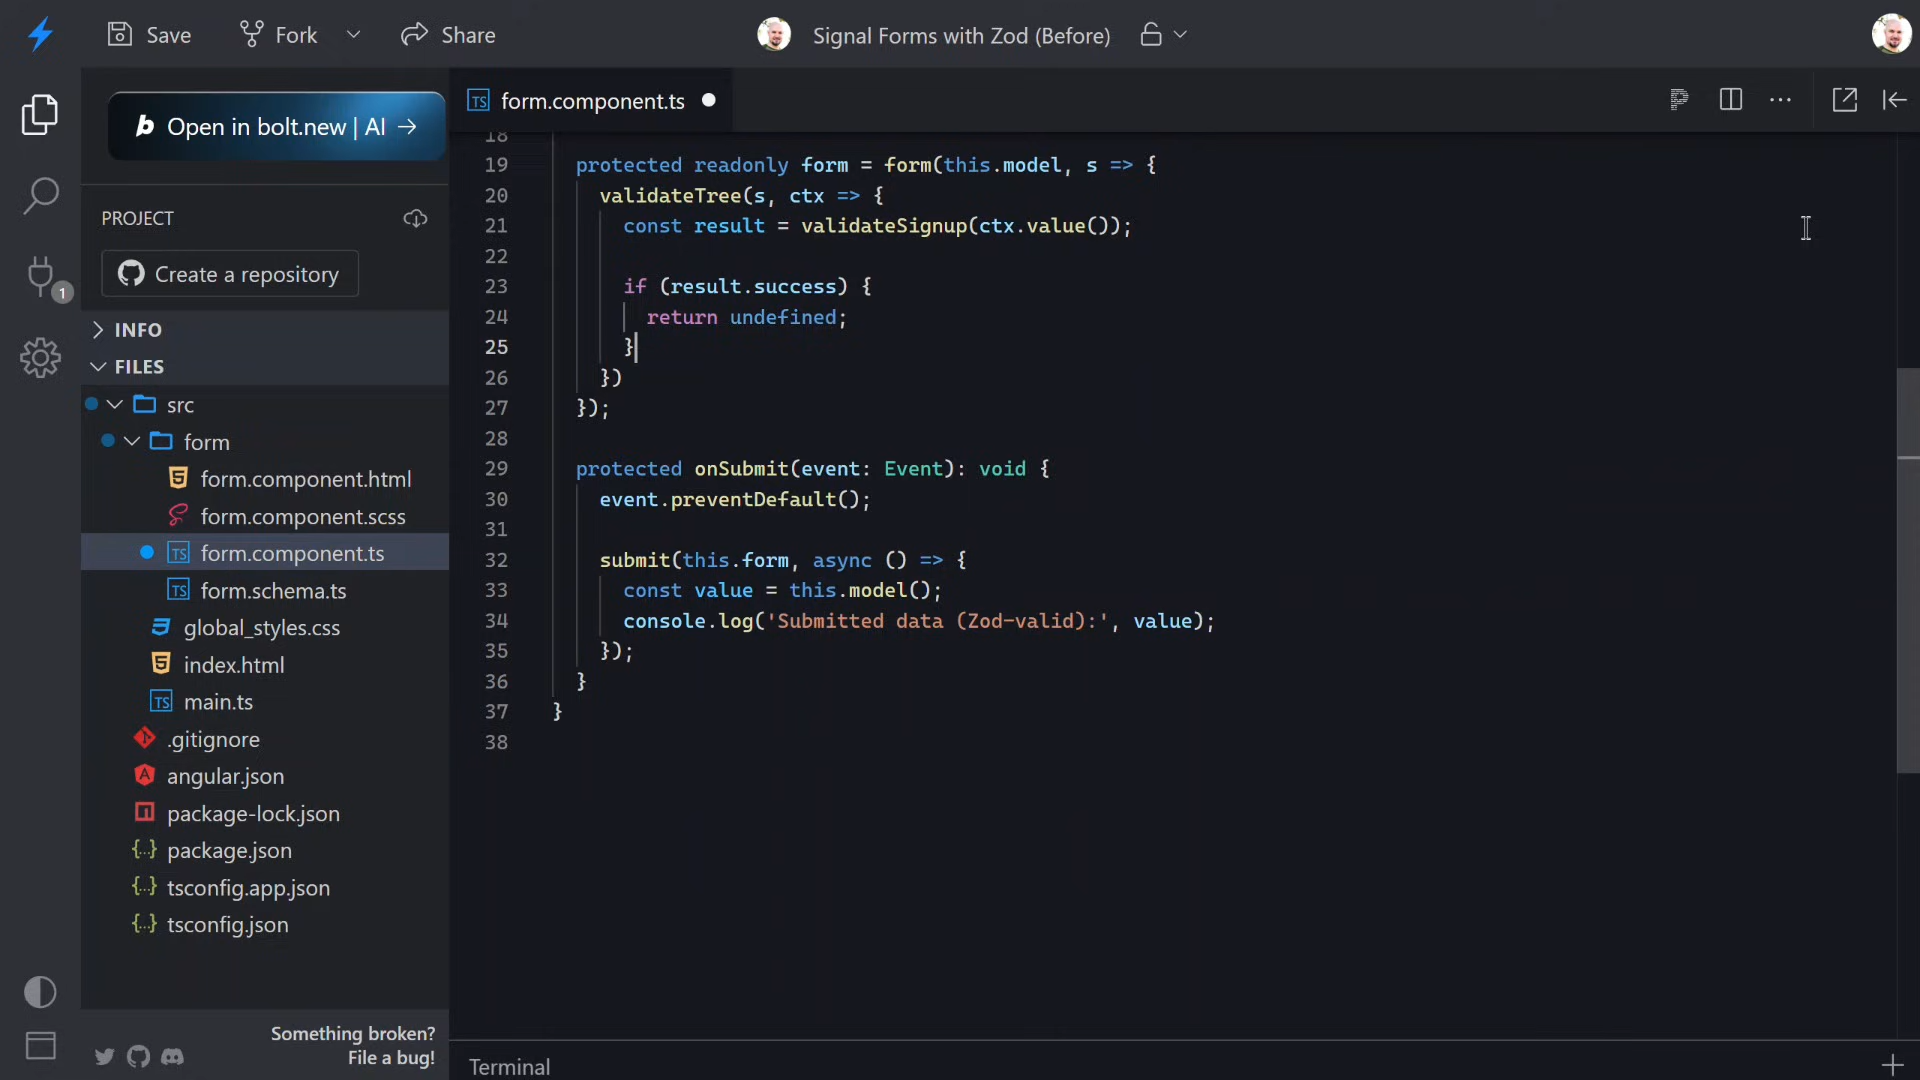 Save
Fork
Share
Signal Forms with Zod (Before)
b Open in bolt.new | AI →
PROJECT
Create a repository
1
INFO
FILES
src
form
form.component.html
form.component.scss
TS form.component.ts
TS form.schema.ts
global_styles.css
index.html
TS main.ts
.gitignore
angular.json
package-lock.json
{..} package.json
{..} tsconfig.app.json
{..} tsconfig.json
Something broken?
File a bug!
TS form.component.ts
18
19 protected readonly form = form(this.model, s => {
20 validateTree(s, ctx => {
21 const result = validateSignup(ctx.value());
22
23 if (result.success) {
24 return undefined;
25 }
26 })
27 });
28
29 protected onSubmit(event: Event): void {
30 event.preventDefault();
31
32 submit(this.form, async () => {
33 const value = this.model();
34 console.log('Submitted data (Zod-valid):', value);
35 });
36 }
37 }
38
Terminal